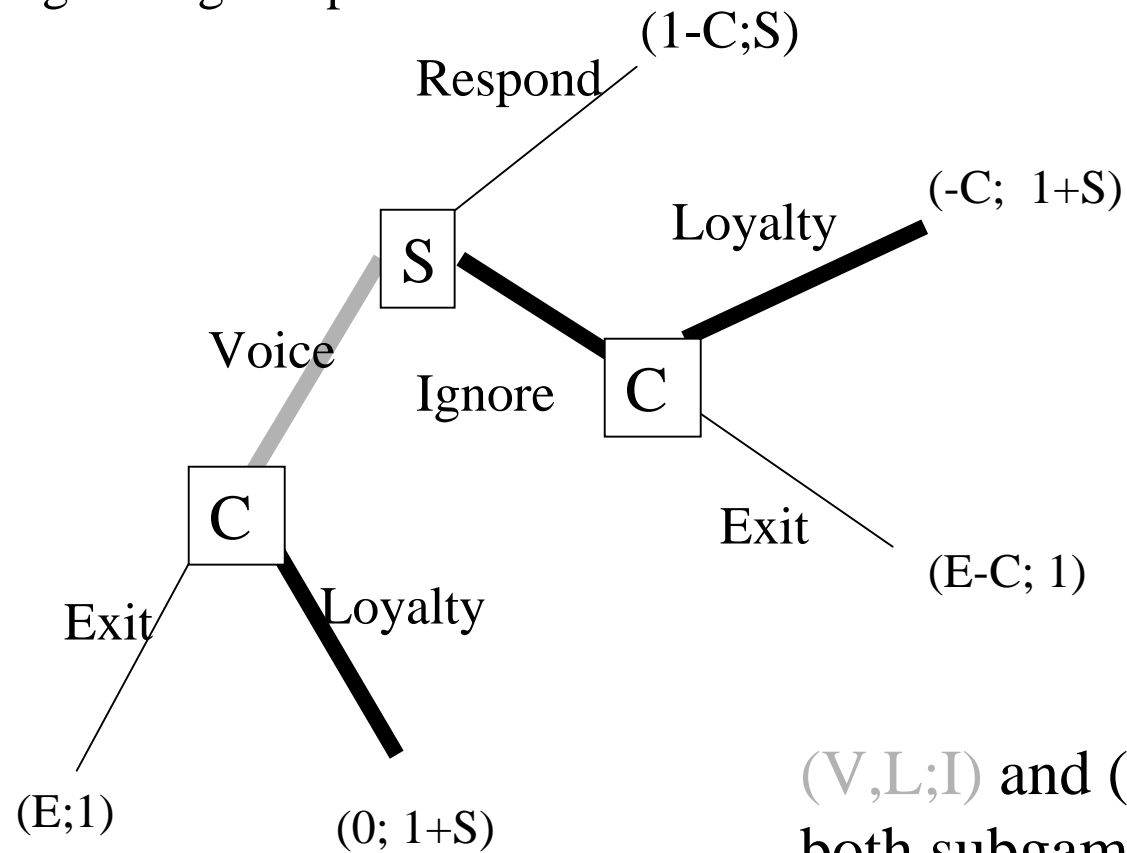 (1-C;S)
Respond
(-C; 1+S)
Loyalty
S
Voice
Ignore
C
C
Exit
(E-C; 1)
Exit
Loyalty
(V,L;I) and (
(E;1)
(0; 1+S)
both subgam